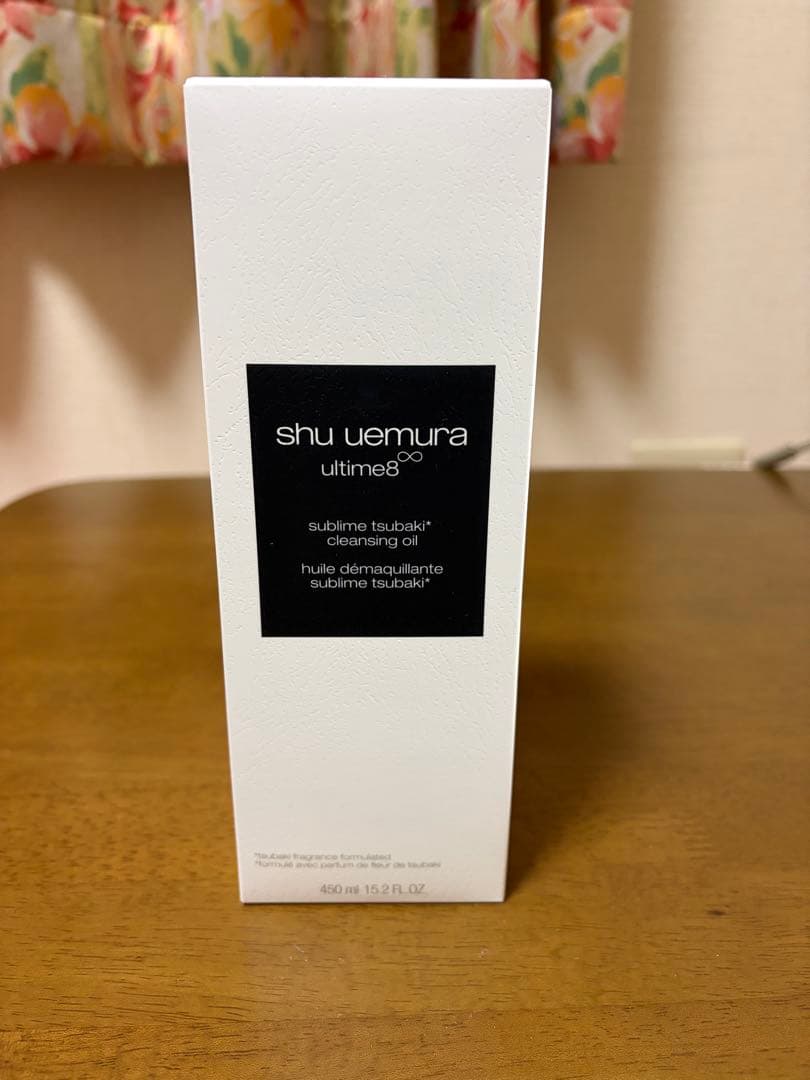 shu uemura
ultime8∞
sublime tsubaki*
cleansing oil
huile démaquillante
sublime tsubaki*
*tsubaki fragrance formulated
*formulé avec parfum de fleur de tsubaki
450 ml 15.2 FL.OZ.